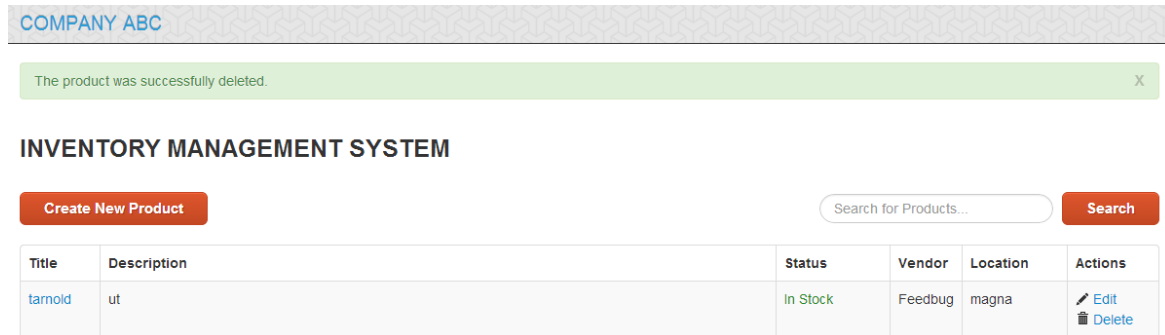 COMPANY ABC
The product was successfully deleted. X
INVENTORY MANAGEMENT SYSTEM
Create New Product Search for Products... Search
Title Description Status Vendor Location Actions
tarnold ut In Stock Feedbug magna Edit
Delete